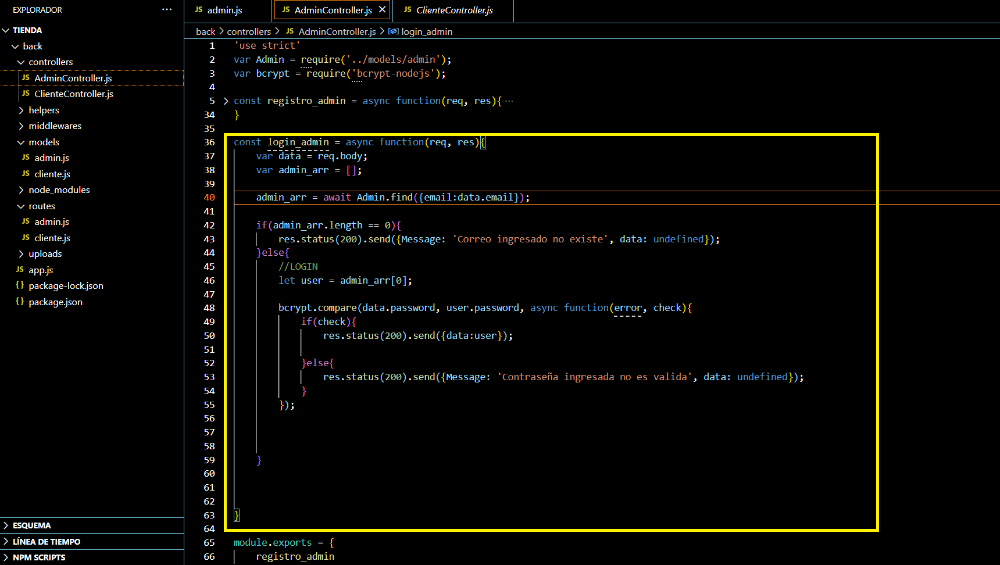 EXPLORADOR
TIENDA
back
controllers
JS AdminController.js
JS ClienteController.js
helpers
middlewares
models
JS admin.js
JS cliente.js
node_modules
routes
JS admin.js
JS cliente.js
uploads
JS app.js
{} package-lock.json
{} package.json
ESQUEMA
LÍNEA DE TIEMPO
NPM SCRIPTS
JS admin.js JS AdminController.js JS ClienteController.js
back > controllers > JS AdminController.js > login_admin
1 'use strict'
2 var Admin = require('../models/admin');
3 var bcrypt = require('bcrypt-nodejs');
4
5 const registro_admin = async function(req, res){ ···
34 }
35
36 const login_admin = async function(req, res){
37 var data = req.body;
38 var admin_arr = [];
39
40 admin_arr = await Admin.find({email:data.email});
41
42 if(admin_arr.length == 0){
43 res.status(200).send({Message: 'Correo ingresado no existe', data: undefined});
44 }else{
45 //LOGIN
46 let user = admin_arr[0];
47
48 bcrypt.compare(data.password, user.password, async function(error, check){
49 if(check){
50 res.status(200).send({data:user});
51
52 }else{
53 res.status(200).send({Message: 'Contraseña ingresada no es valida', data: undefined});
54 }
55 });
56
57
58
59 }
60
61
62
63 }
64
65 module.exports = {
66 registro_admin